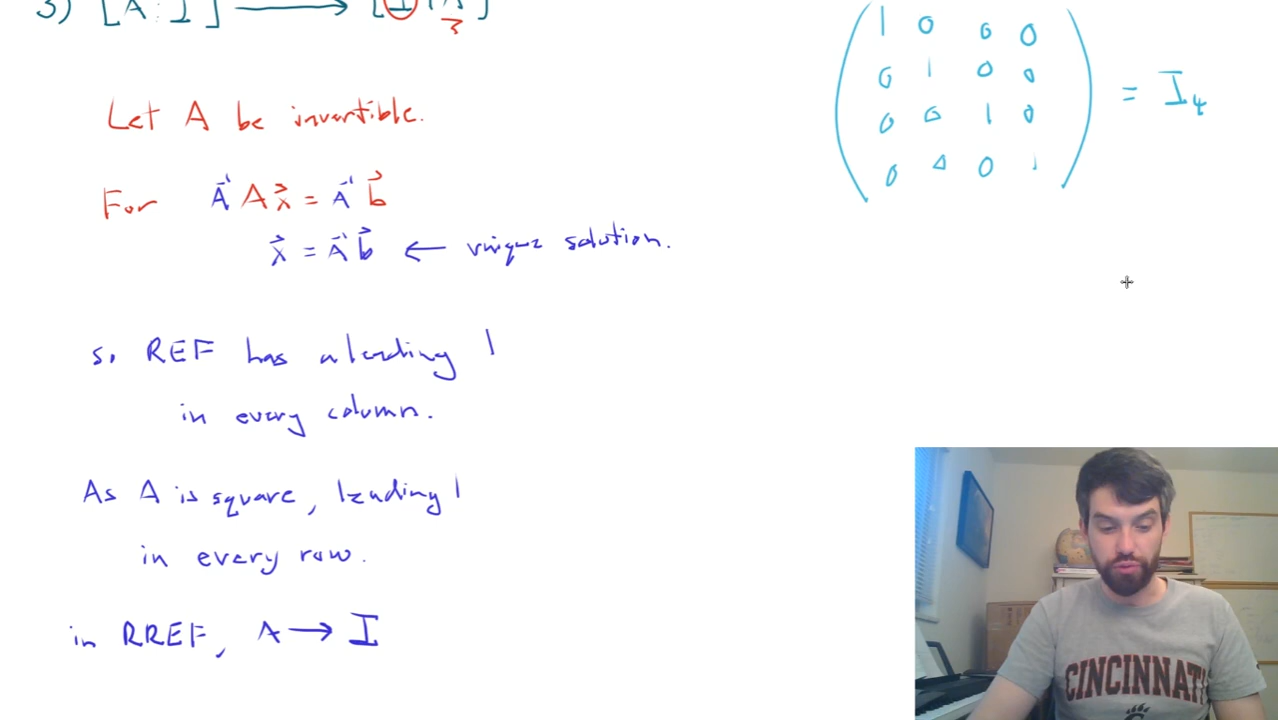 3) [A : I] ⟶ [I : A
3
Let A be invertible.
For A⁻¹ A x⃗ = A⁻¹ b⃗
x⃗ = A⁻¹ b⃗ ← unique solution.
so REF has a leading 1
in every column.
As A is square, leading 1
in every row.
in RREF, A → I
1 0 0 0
0 1 0 0
0 0 1 0
0 0 0 1
= I₄
CINCINNATI